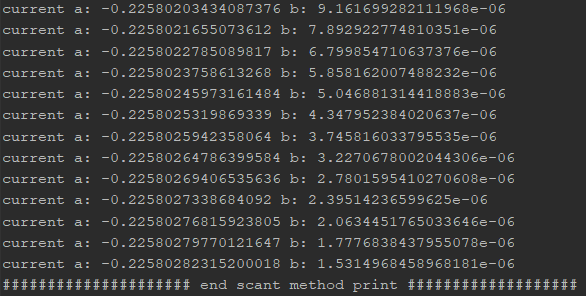 current a: -0.22580203434087376 b: 9.161699282111968e-06
current a: -0.2258021655073612 b: 7.892922774810351e-06
current a: -0.2258022785089817 b: 6.799854710637376e-06
current a: -0.2258023758613268 b: 5.858162007488232e-06
current a: -0.22580245973161484 b: 5.046881314418883e-06
current a: -0.2258025319869339 b: 4.347952384020637e-06
current a: -0.2258025942358064 b: 3.745816033795535e-06
current a: -0.22580264786399584 b: 3.2270678002044306e-06
current a: -0.22580269406535636 b: 2.7801595410270608e-06
current a: -0.2258027338684092 b: 2.39514236599625e-06
current a: -0.22580276815923805 b: 2.0634451765033646e-06
current a: -0.22580279770121647 b: 1.7776838437955078e-06
current a: -0.22580282315200018 b: 1.5314968458968181e-06
##################### end scant method print ###################